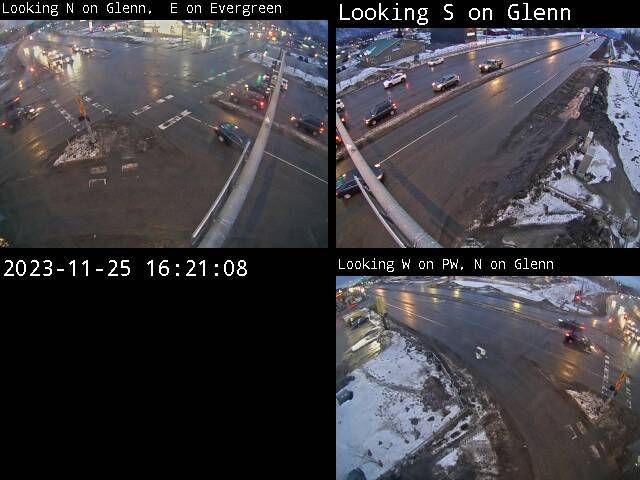 Looking N on Glenn,  E on Evergreen
Looking S on Glenn
2023-11-25 16:21:08
Looking W on PW, N on Glenn